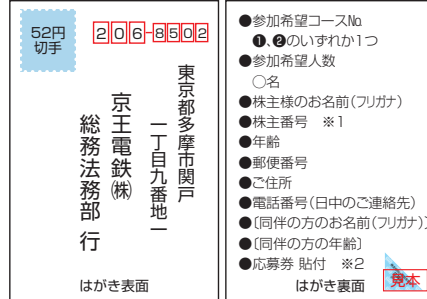 52円
切手
206-8502
東京都多摩市関戸
一丁目九番地一
京王電鉄㈱
総務法務部 行
はがき表面
●参加希望コース№
❶、❷のいずれか1つ
●参加希望人数
○名
●株主様のお名前(フリガナ)
●株主番号 ※1
●年齢
●郵便番号
●ご住所
●電話番号(日中のご連絡先)
●〔同伴の方のお名前(フリガナ)〕
●〔同伴の方の年齢〕
●応募券 貼付 ※2
見本
はがき裏面